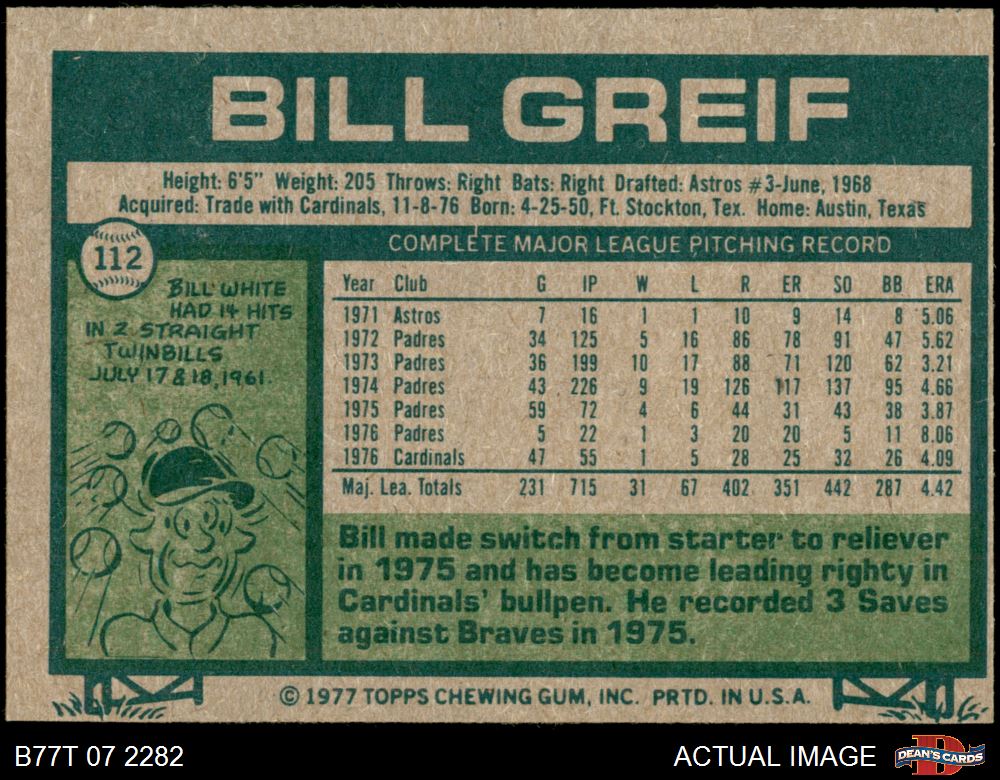 BILL GREIF
Height: 6'5" Weight: 205 Throws: Right Bats: Right Drafted: Astros #3-June, 1968
Acquired: Trade with Cardinals, 11-8-76 Born: 4-25-50, Ft. Stockton, Tex. Home: Austin, Texas
112
BILL WHITE
HAD 14 HITS
IN 2 STRAIGHT
TWINBILLS
JULY 17 & 18, 1961.
COMPLETE MAJOR LEAGUE PITCHING RECORD
Year Club G IP W L R ER SO BB ERA
1971 Astros 7 16 1 1 10 9 14 8 5.06
1972 Padres 34 125 5 16 86 78 91 47 5.62
1973 Padres 36 199 10 17 88 71 120 62 3.21
1974 Padres 43 226 9 19 126 117 137 95 4.66
1975 Padres 59 72 4 6 44 31 43 38 3.87
1976 Padres 5 22 1 3 20 20 5 11 8.06
1976 Cardinals 47 55 1 5 28 25 32 26 4.09
Maj. Lea. Totals 231 715 31 67 402 351 442 287 4.42
Bill made switch from starter to reliever
in 1975 and has become leading righty in
Cardinals' bullpen. He recorded 3 Saves
against Braves in 1975.
© 1977 TOPPS CHEWING GUM, INC. PRTD. IN U.S.A.
B77T 07 2282
ACTUAL IMAGE
D
DEAN'S CARDS